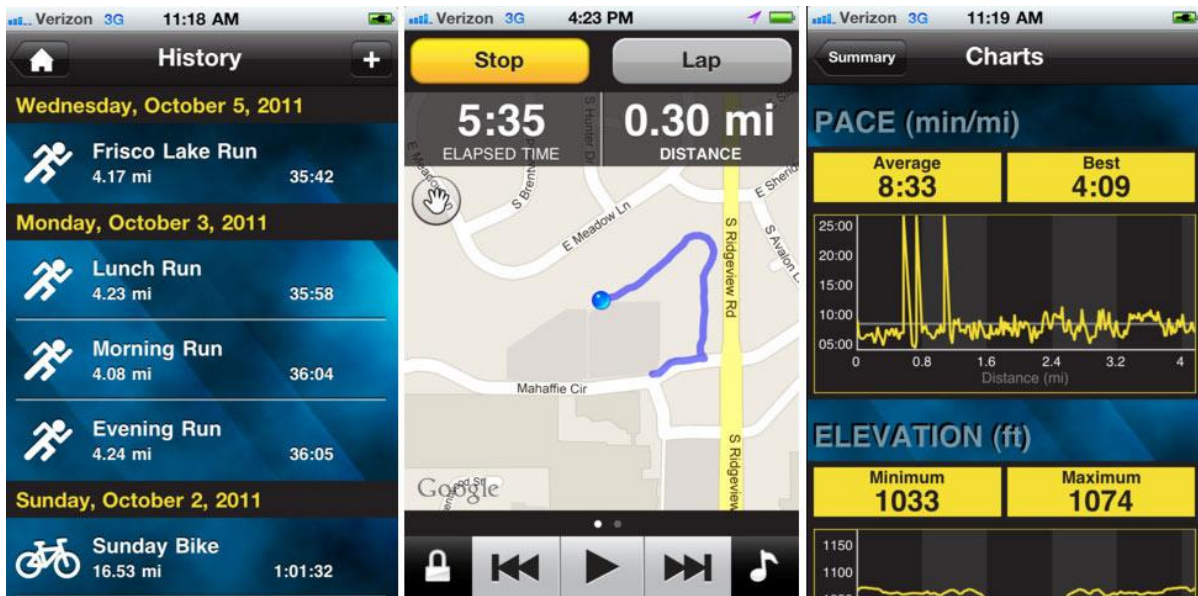 Verizon 3G 11:18 AM
History
+
Wednesday, October 5, 2011
Frisco Lake Run
4.17 mi 35:42
Monday, October 3, 2011
Lunch Run
4.23 mi 35:58
Morning Run
4.08 mi 36:04
Evening Run
4.24 mi 36:05
Sunday, October 2, 2011
Sunday Bike
16.53 mi 1:01:32
Verizon 3G 4:23 PM
Stop Lap
5:35 0.30 mi
ELAPSED TIME DISTANCE
S Hunter Dr
E Meadow Ln
S Ridgeview Rd
Mahaffie Cir
S Ridgeview
Google
Verizon 3G 11:19 AM
Summary Charts
PACE (min/mi)
Average Best
8:33 4:09
25:00
20:00
15:00
10:00
05:00
0 0.8 1.6 2.4 3.2 4
Distance (mi)
ELEVATION (ft)
Minimum Maximum
1033 1074
1150
1100